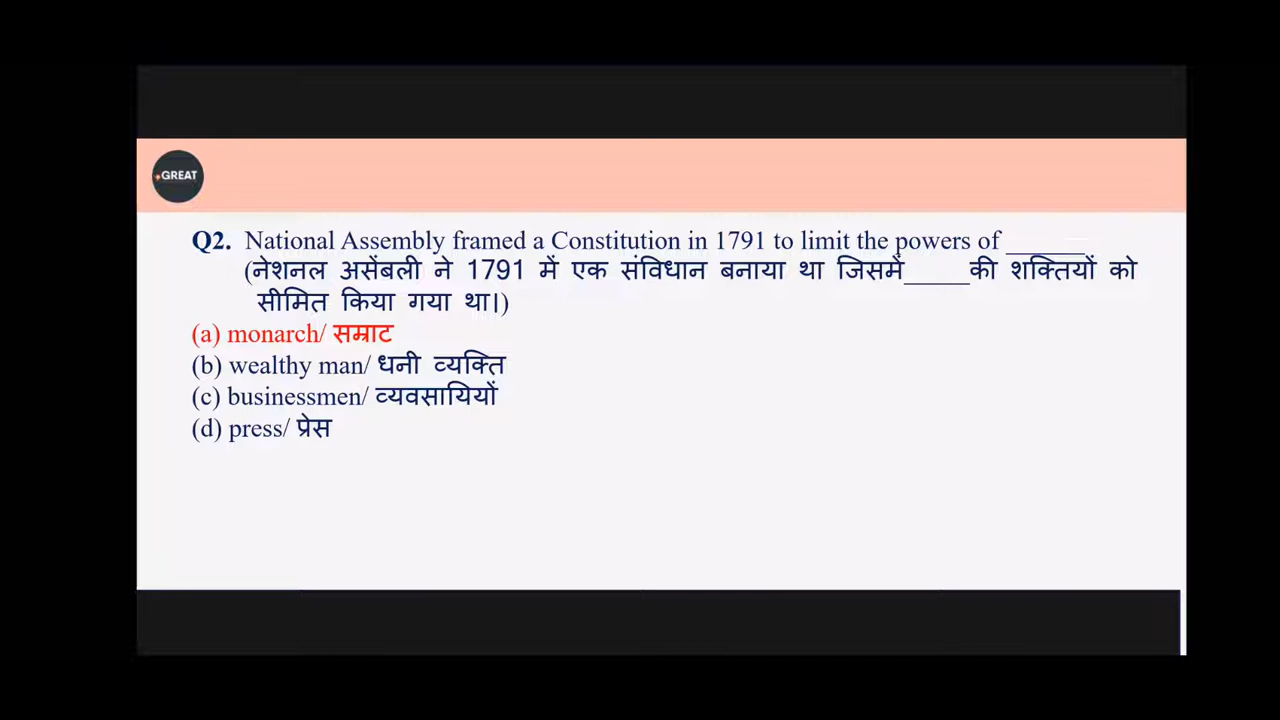 GREAT
Q2. National Assembly framed a Constitution in 1791 to limit the powers of ______
(नेशनल असेंबली ने 1791 में एक संविधान बनाया था जिसमें_____की शक्तियों को
सीमित किया गया था।)
(a) monarch/ सम्राट
(b) wealthy man/ धनी व्यक्ति
(c) businessmen/ व्यवसायियों
(d) press/ प्रेस